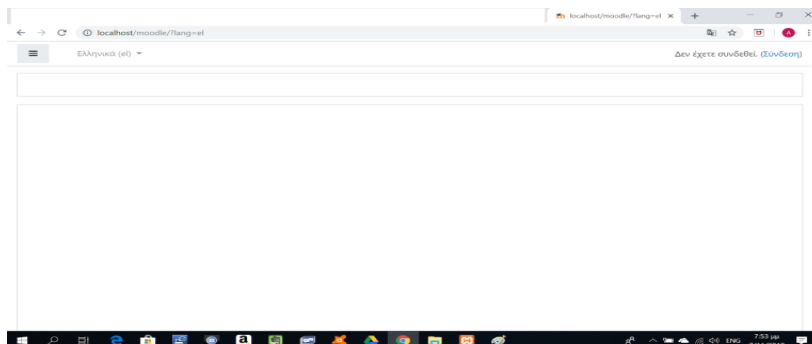 localhost/moodle/?lang=el
localhost/moodle/?lang=el
Ελληνικά (el)
Δεν έχετε συνδεθεί. (Σύνδεση)
ENG
7:53 μμ